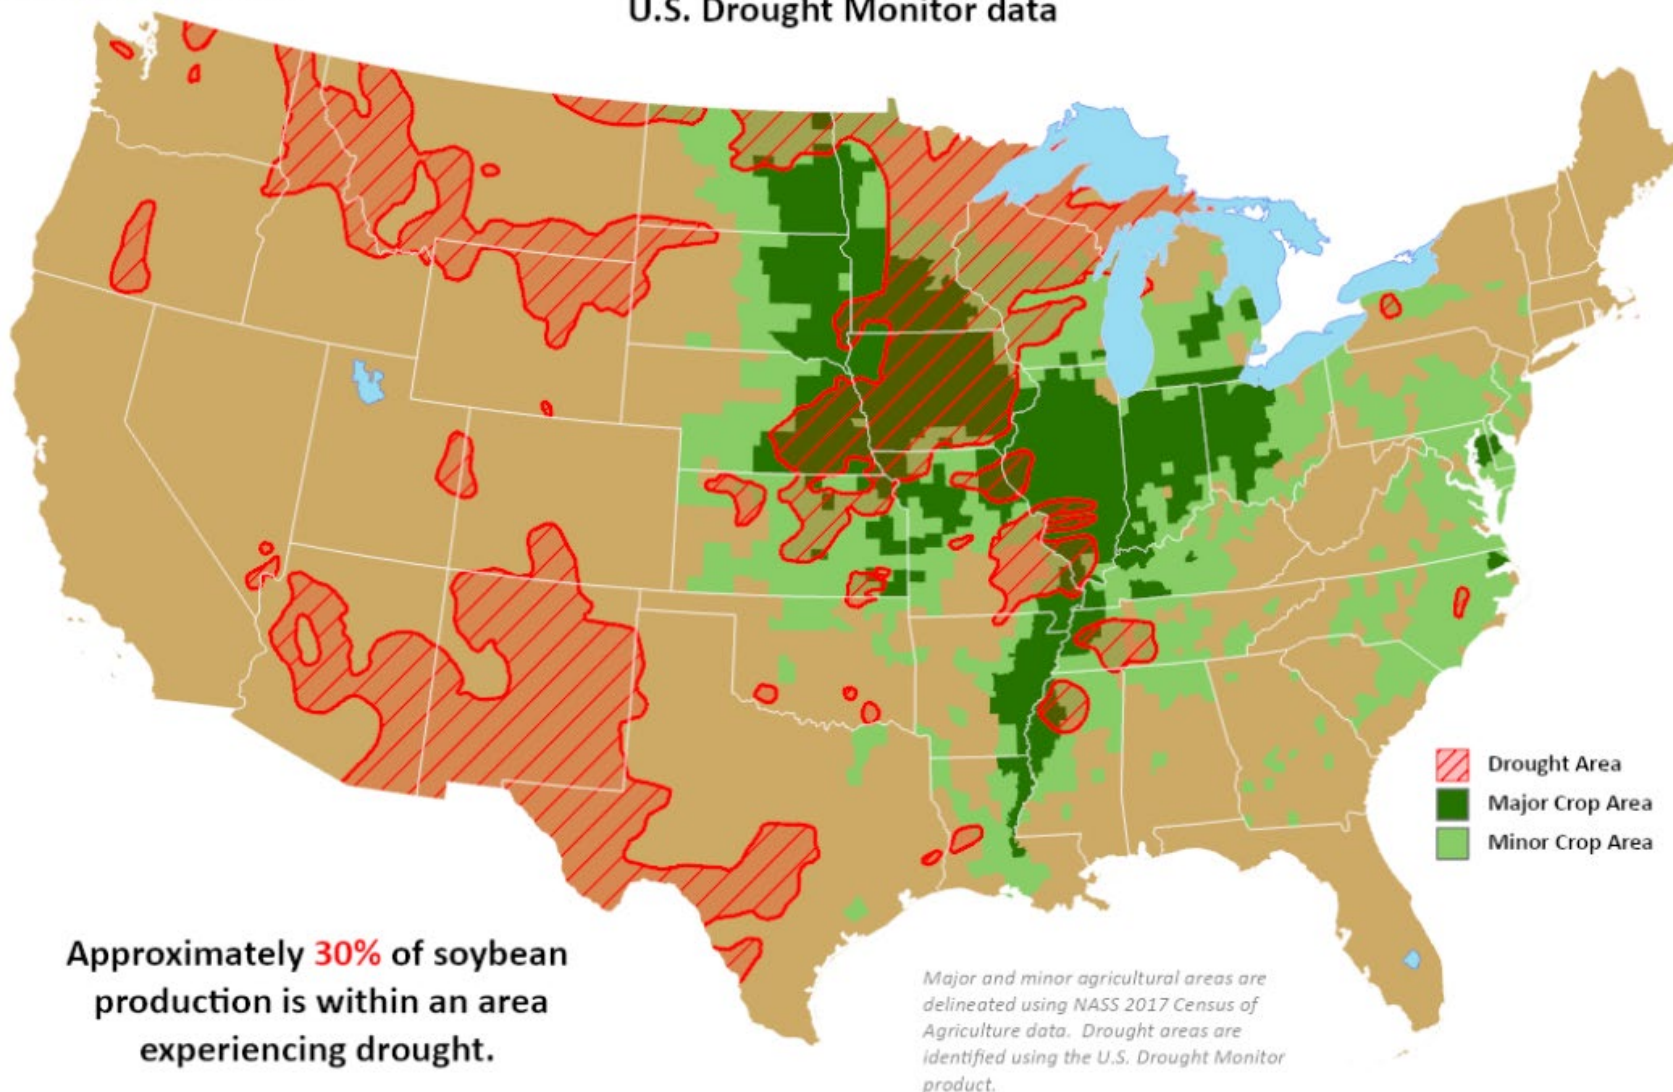 U.S. Drought Monitor data
Drought Area
Major Crop Area
Minor Crop Area
Approximately 30% of soybean
production is within an area
experiencing drought.
Major and minor agricultural areas are
delineated using NASS 2017 Census of
Agriculture data. Drought areas are
identified using the U.S. Drought Monitor
product.